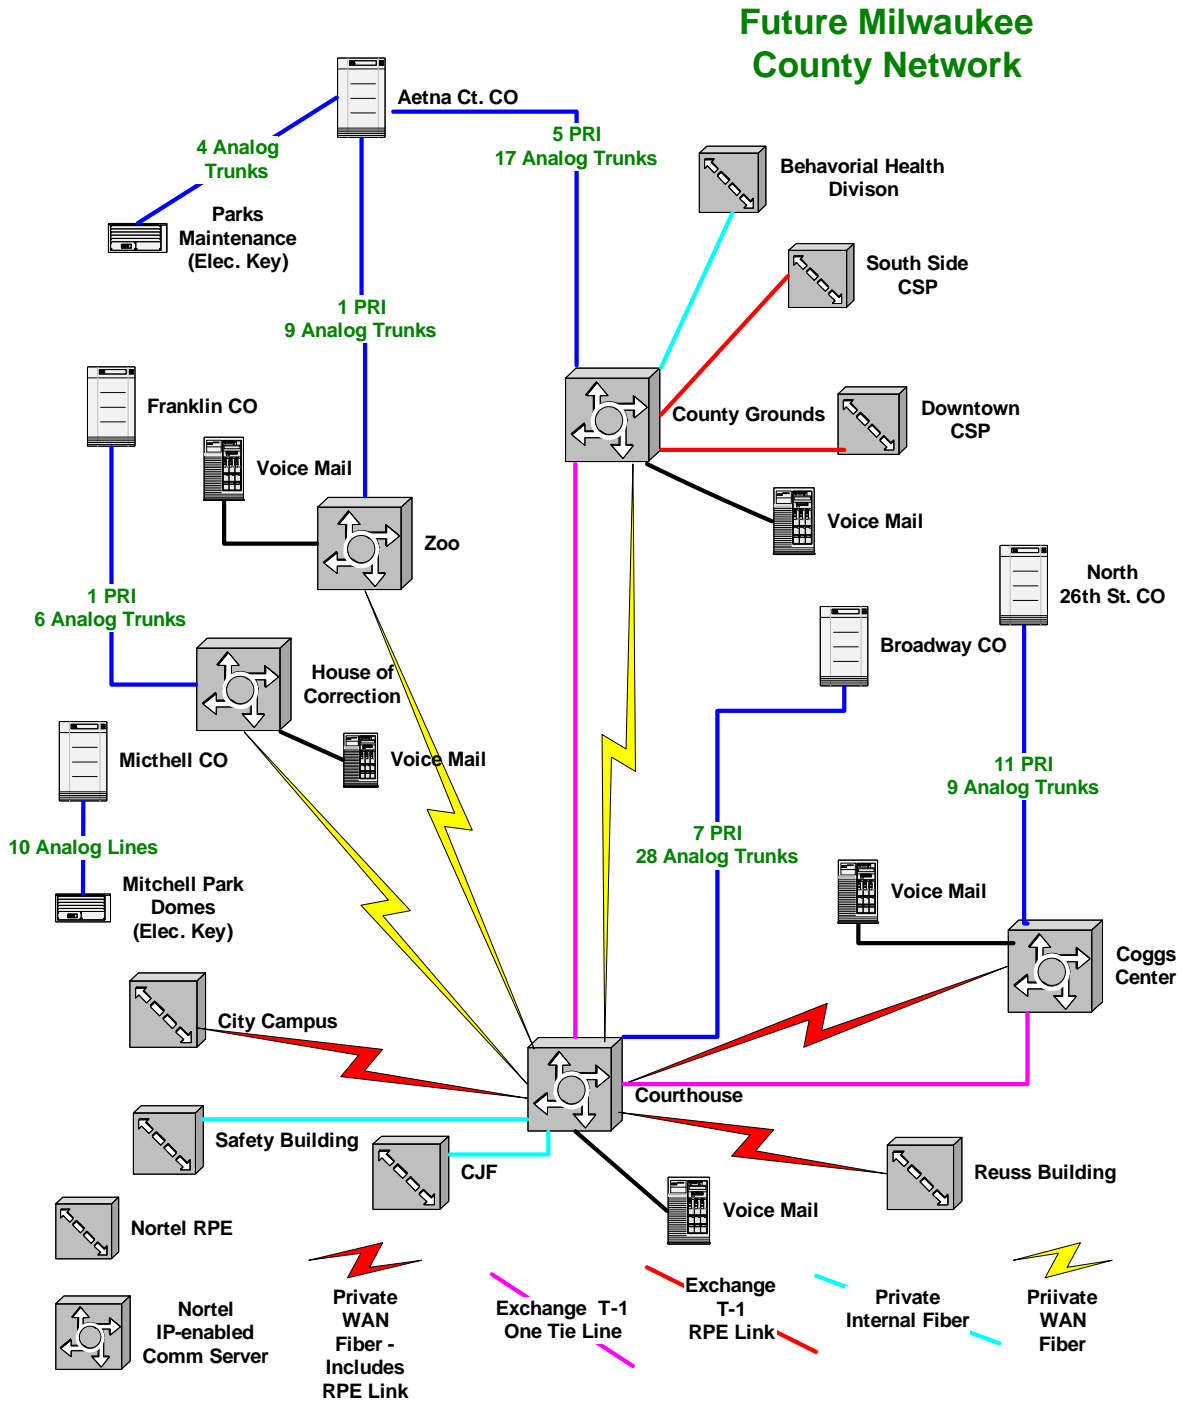 Future Milwaukee
County Network
Aetna Ct. CO
4 Analog
Trunks
5 PRI
17 Analog Trunks
Behavorial Health
Divison
Parks
Maintenance
(Elec. Key)
South Side
CSP
1 PRI
9 Analog Trunks
Franklin CO
County Grounds
Downtown
CSP
Voice Mail
Voice Mail
Zoo
North
26th St. CO
1 PRI
6 Analog Trunks
Broadway CO
House of
Correction
Micthell CO
Voice Mail
11 PRI
9 Analog Trunks
10 Analog Lines
7 PRI
28 Analog Trunks
Mitchell Park
Domes
(Elec. Key)
Voice Mail
Coggs
Center
City Campus
Courthouse
Safety Building
CJF
Reuss Building
Voice Mail
Nortel RPE
Nortel
IP-enabled
Comm Server
Private
WAN
Fiber -
Includes
RPE Link
Exchange T-1
One Tie Line
Exchange
T-1
RPE Link
Private
Internal Fiber
Priivate
WAN
Fiber